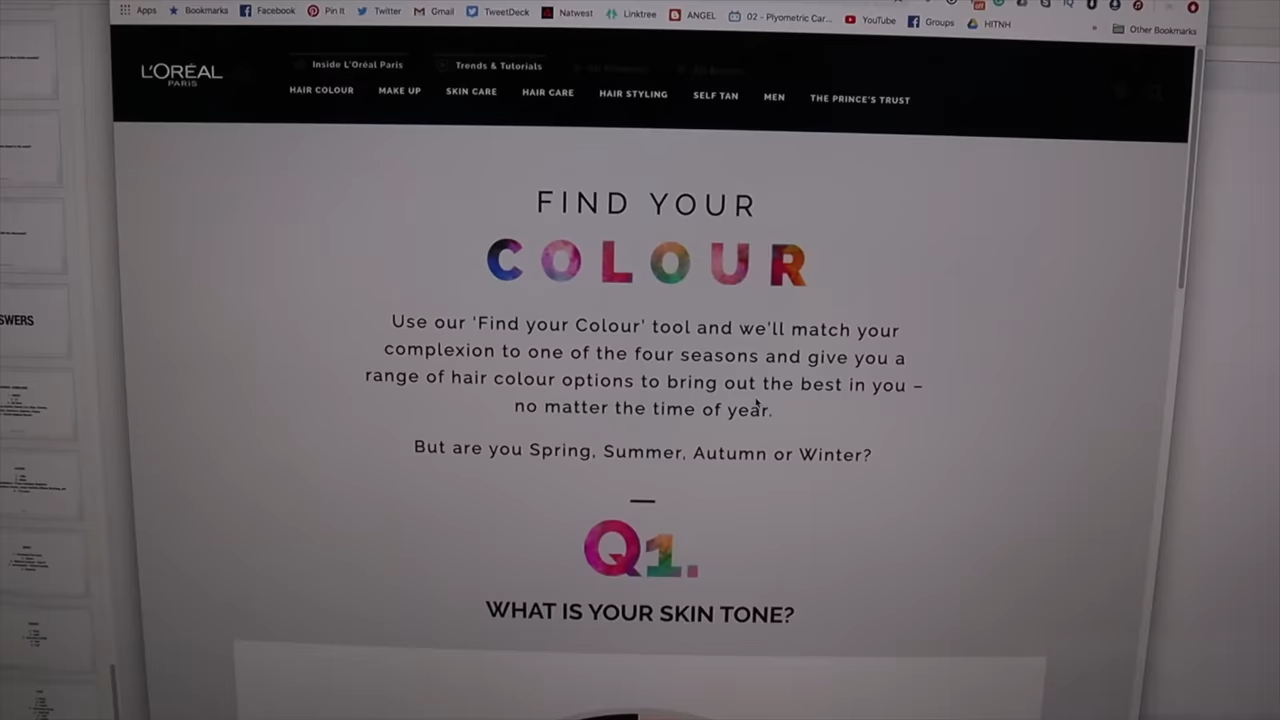 Apps Bookmarks Facebook Pin It Twitter Gmail TweetDeck Natwest Linktree ANGEL 02 - Plyometric Car... YouTube Groups HITNH
» Other Bookmarks
L'ORÉAL
PARIS
Inside L'Oréal Paris Trends & Tutorials
HAIR COLOUR MAKE UP SKIN CARE HAIR CARE HAIR STYLING SELF TAN MEN THE PRINCE'S TRUST
FIND YOUR
COLOUR
Use our 'Find your Colour' tool and we'll match your
complexion to one of the four seasons and give you a
range of hair colour options to bring out the best in you –
no matter the time of year.
But are you Spring, Summer, Autumn or Winter?
Q1.
WHAT IS YOUR SKIN TONE?
SWERS